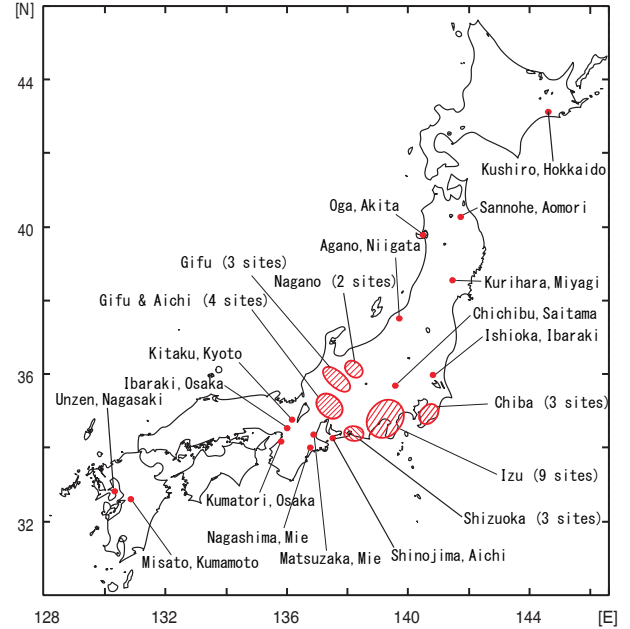 [N]
44
Kushiro, Hokkaido
Oga, Akita
Sannohe, Aomori
40
Agano, Niigata
Gifu (3 sites)
Nagano (2 sites)
Kurihara, Miyagi
Gifu & Aichi (4 sites)
Chichibu, Saitama
Ishioka, Ibaraki
Kitaku, Kyoto
36
Ibaraki, Osaka
Unzen, Nagasaki
Chiba (3 sites)
Izu (9 sites)
Kumatori, Osaka
Shizuoka (3 sites)
32
Nagashima, Mie
Matsuzaka, Mie
Shinojima, Aichi
Misato, Kumamoto
128
132
136
140
144
[E]